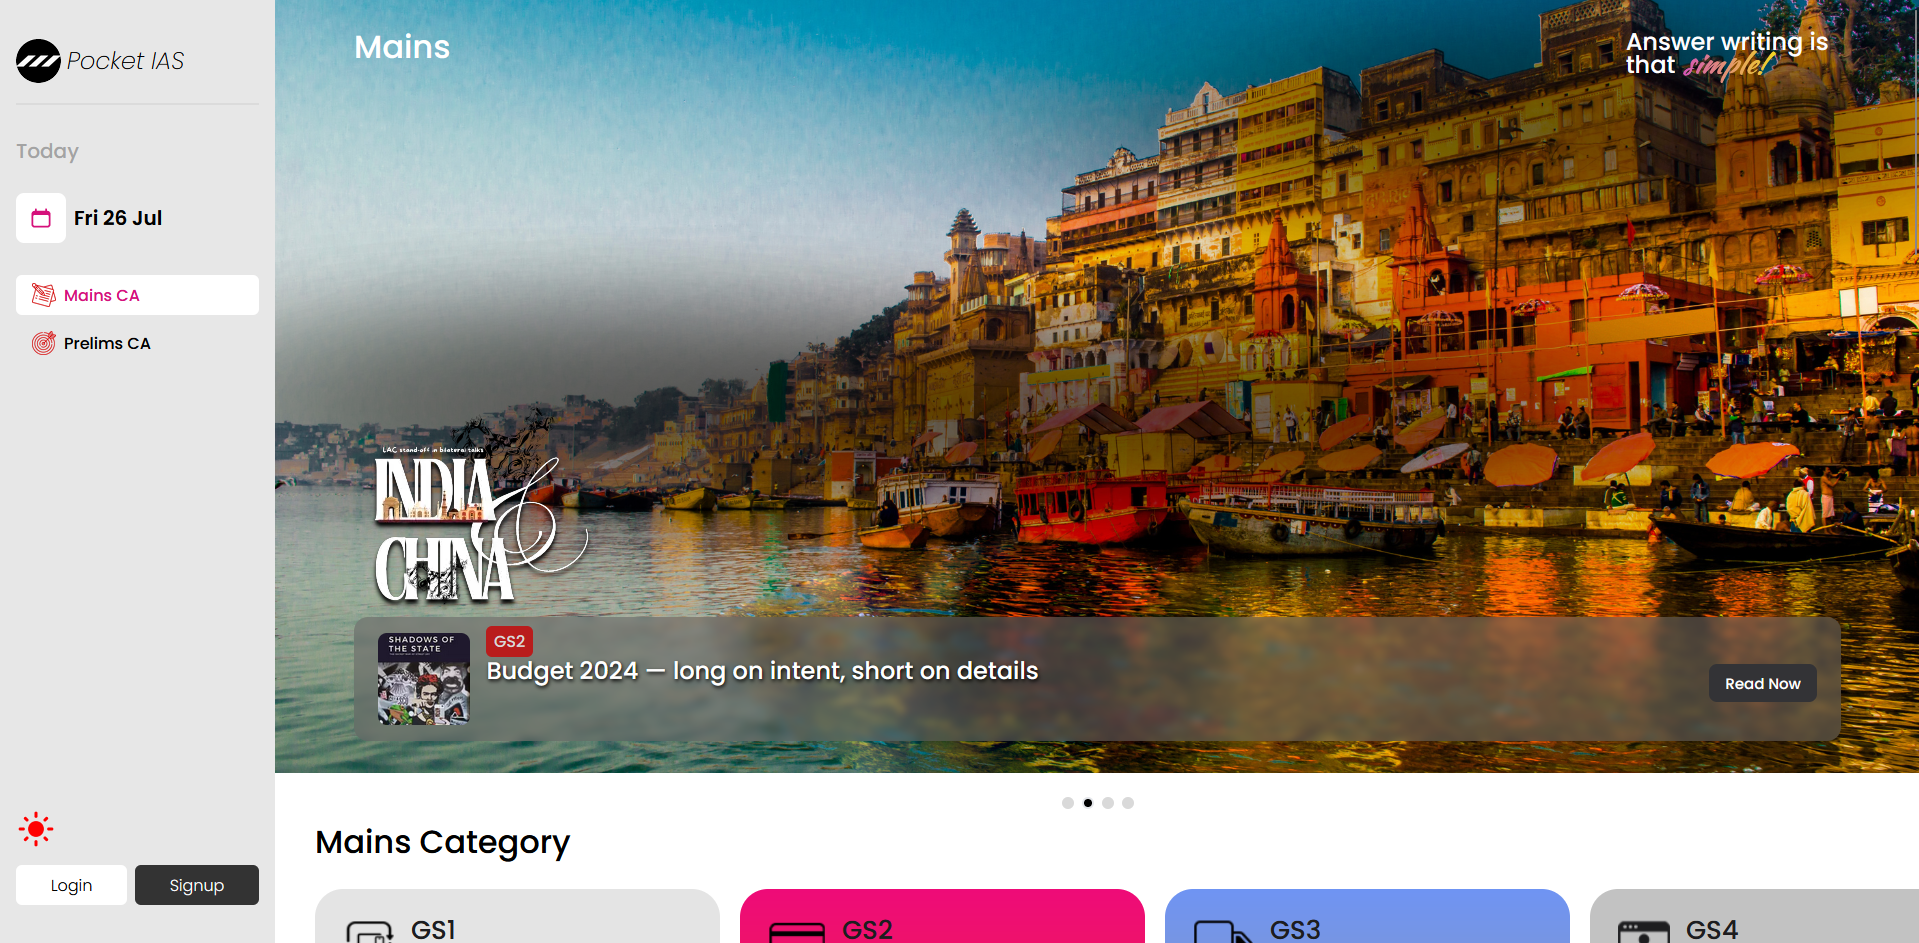 Pocket IAS
Today
Fri 26 Jul
Mains CA
Prelims CA
Login
Signup
Mains
Answer writing is
that simple!
LAC stand-off in bilateral talks
INDIA
&
CHINA
SHADOWS OF
THE STATE
GS2
Budget 2024 — long on intent, short on details
Read Now
Mains Category
GS1
GS2
GS3
GS4